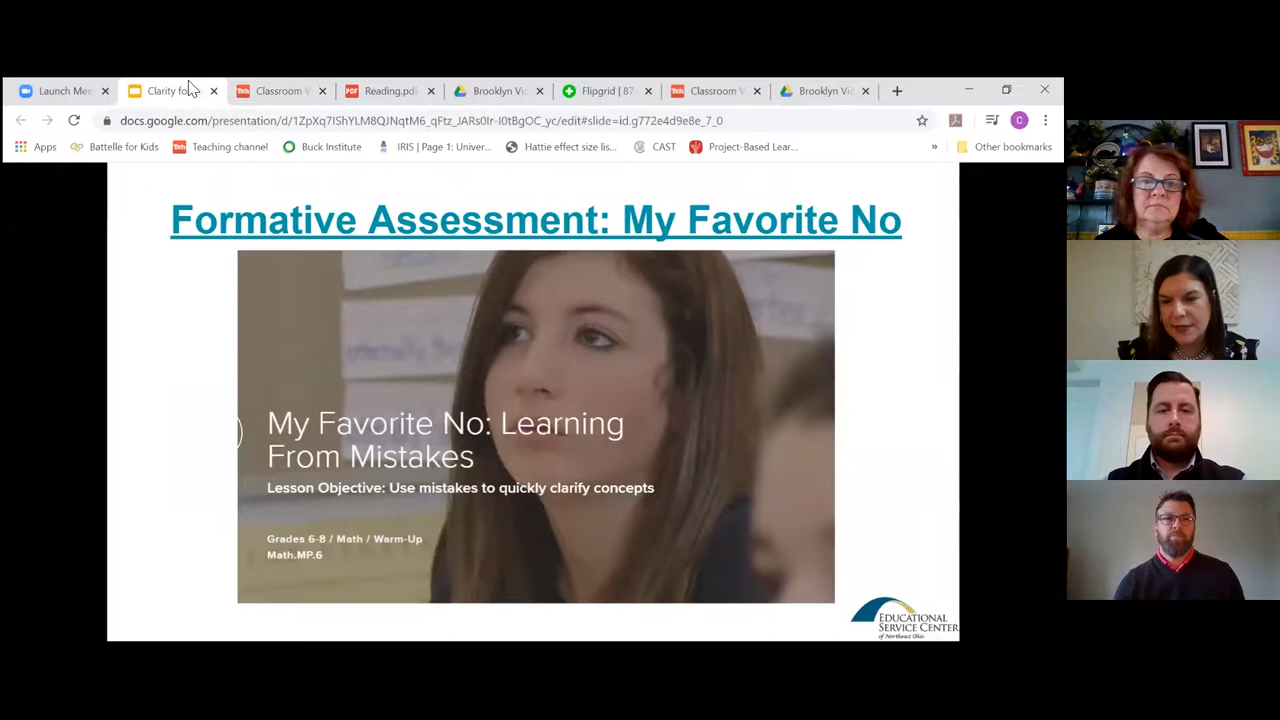 Launch Mee
Clarity fo
Classroom W
Reading.pdf
Brooklyn Vi
Flipgrid | 87
Classroom W
Brooklyn Vi
docs.google.com/presentation/d/1ZpXq7IShYLM8QJNqtM6_qFtz_JARs0Ir-I0tBgOC_yc/edit#slide=id.g772e4d9e8e_7_0
C
Apps
Battelle for Kids
Teaching channel
Buck Institute
IRIS | Page 1: Univer...
Hattie effect size lis...
CAST
Project-Based Lear...
»
Other bookmarks
Formative Assessment: My Favorite No
My Favorite No: Learning
From Mistakes
Lesson Objective: Use mistakes to quickly clarify concepts
Grades 6-8 / Math / Warm-Up
Math.MP.6
EDUCATIONAL
SERVICE CENTER
of Northeast Ohio